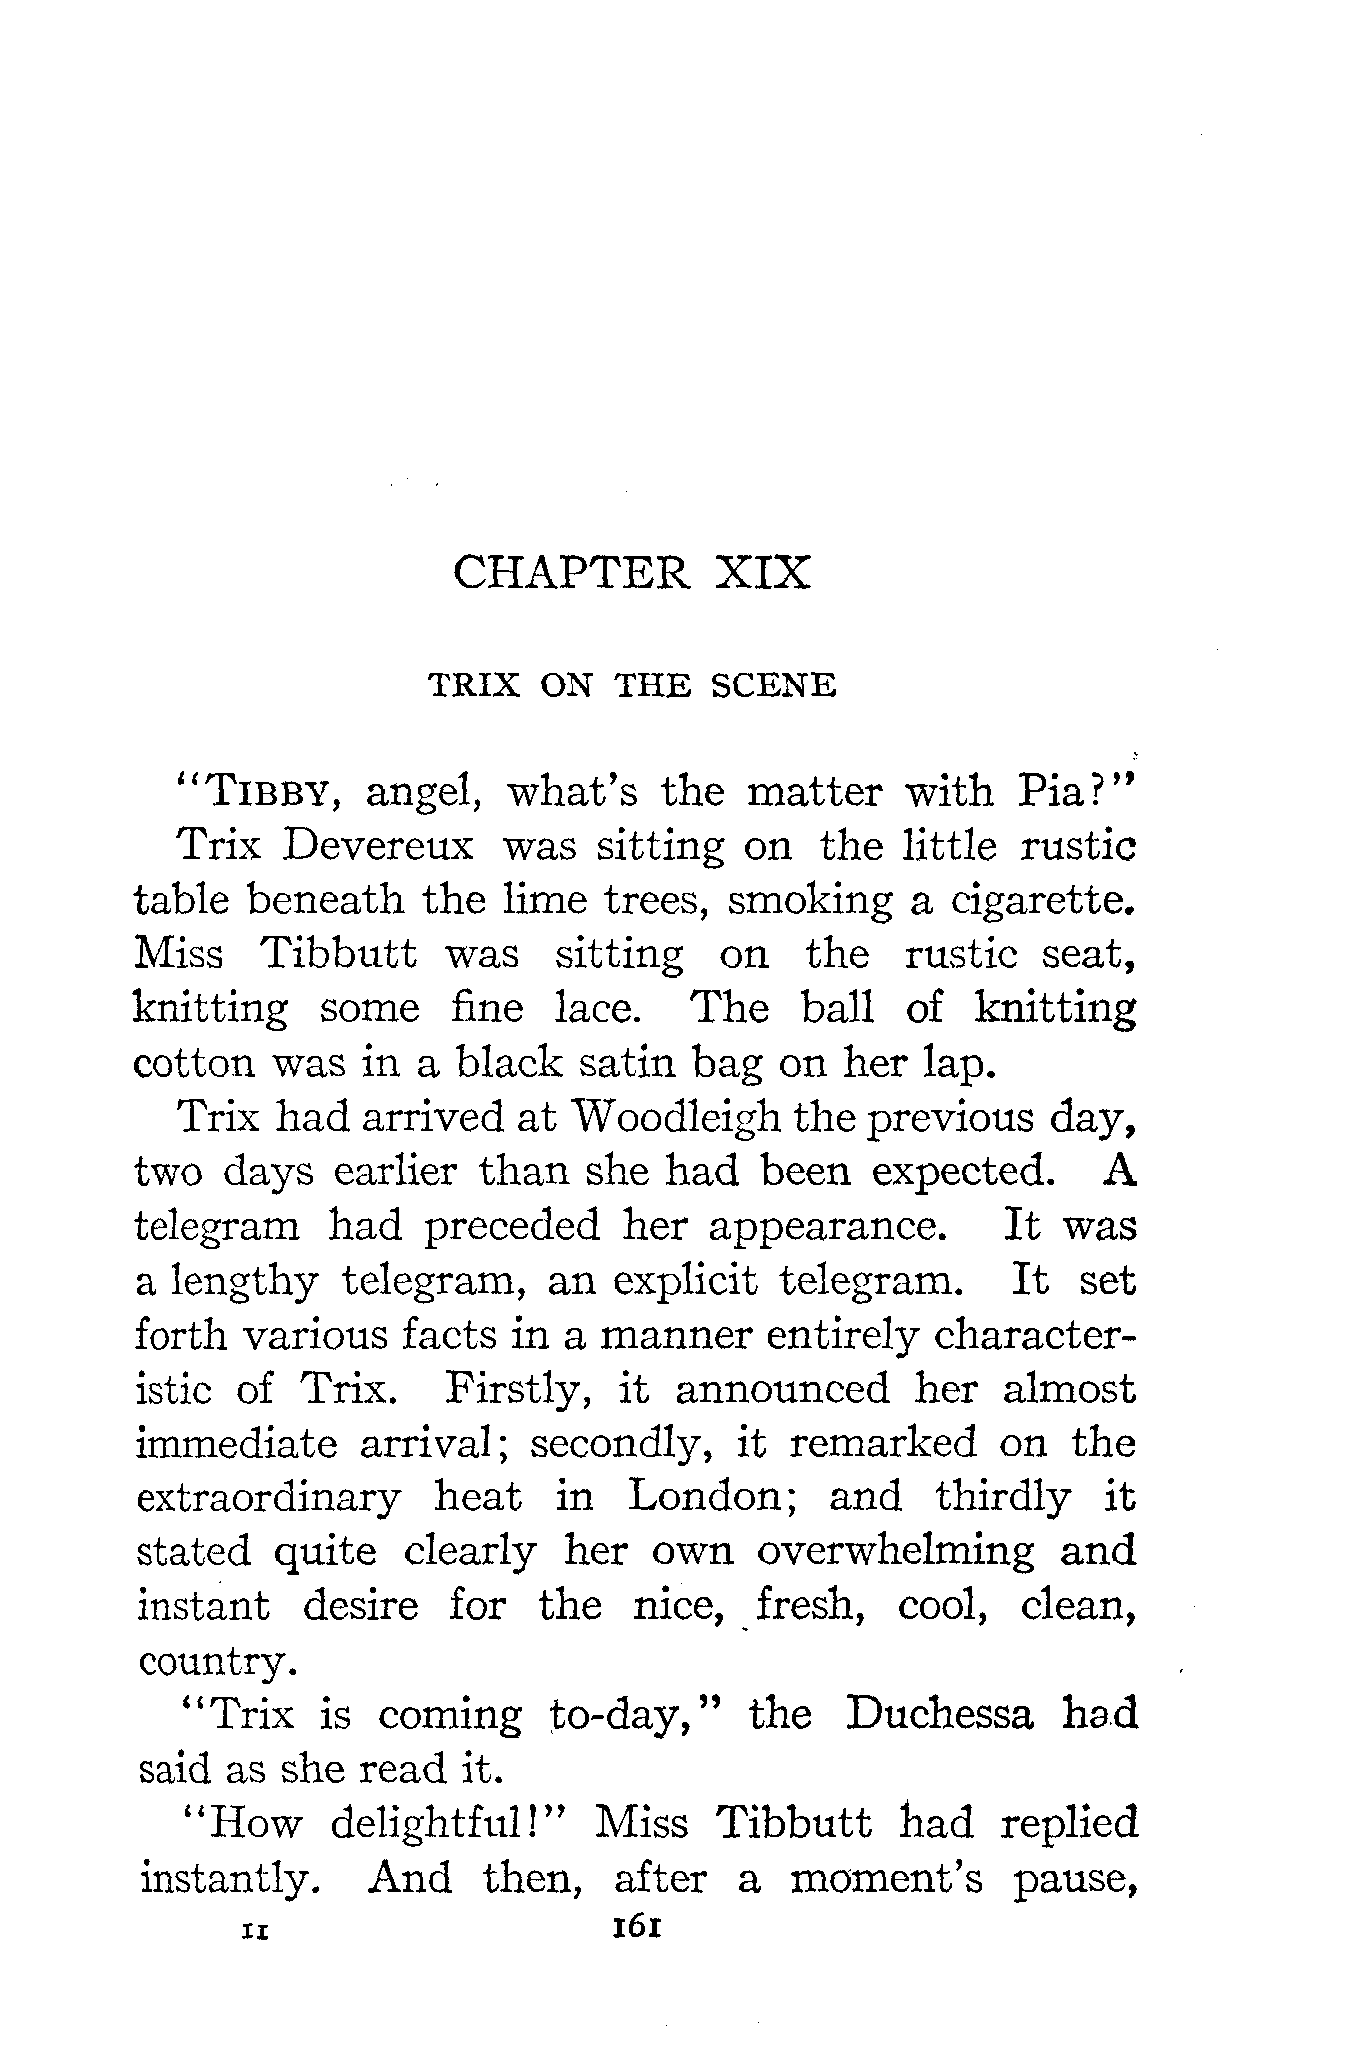 CHAPTER XIX
TRIX ON THE SCENE
"TIBBY, angel, what's the matter with Pia?"
Trix Devereux was sitting on the little rustic
table beneath the lime trees, smoking a cigarette.
Miss Tibbutt was sitting on the rustic seat,
knitting some fine lace. The ball of knitting
cotton was in a black satin bag on her lap.
Trix had arrived at Woodleigh the previous day,
two days earlier than she had been expected. A
telegram had preceded her appearance. It was
a lengthy telegram, an explicit telegram. It set
forth various facts in a manner entirely character-
istic of Trix. Firstly, it announced her almost
immediate arrival; secondly, it remarked on the
extraordinary heat in London; and thirdly it
stated quite clearly her own overwhelming and
instant desire for the nice, fresh, cool, clean,
country.
"Trix is coming to-day," the Duchessa had
said as she read it.
"How delightful!" Miss Tibbutt had replied
instantly. And then, after a moment's pause,
11 161